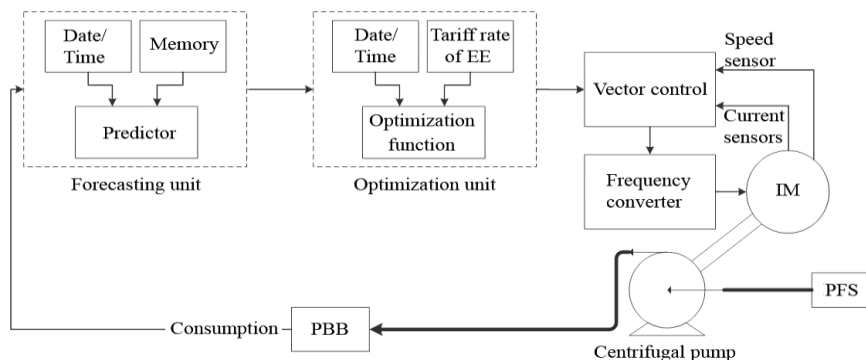 Date/
Time
Memory
Predictor
Forecasting unit
Date/
Time
Tariff rate
of EE
Optimization
function
Optimization unit
Vector control
Speed
sensor
Current
sensors
Frequency
converter
IM
PFS
Centrifugal pump
PBB
Consumption